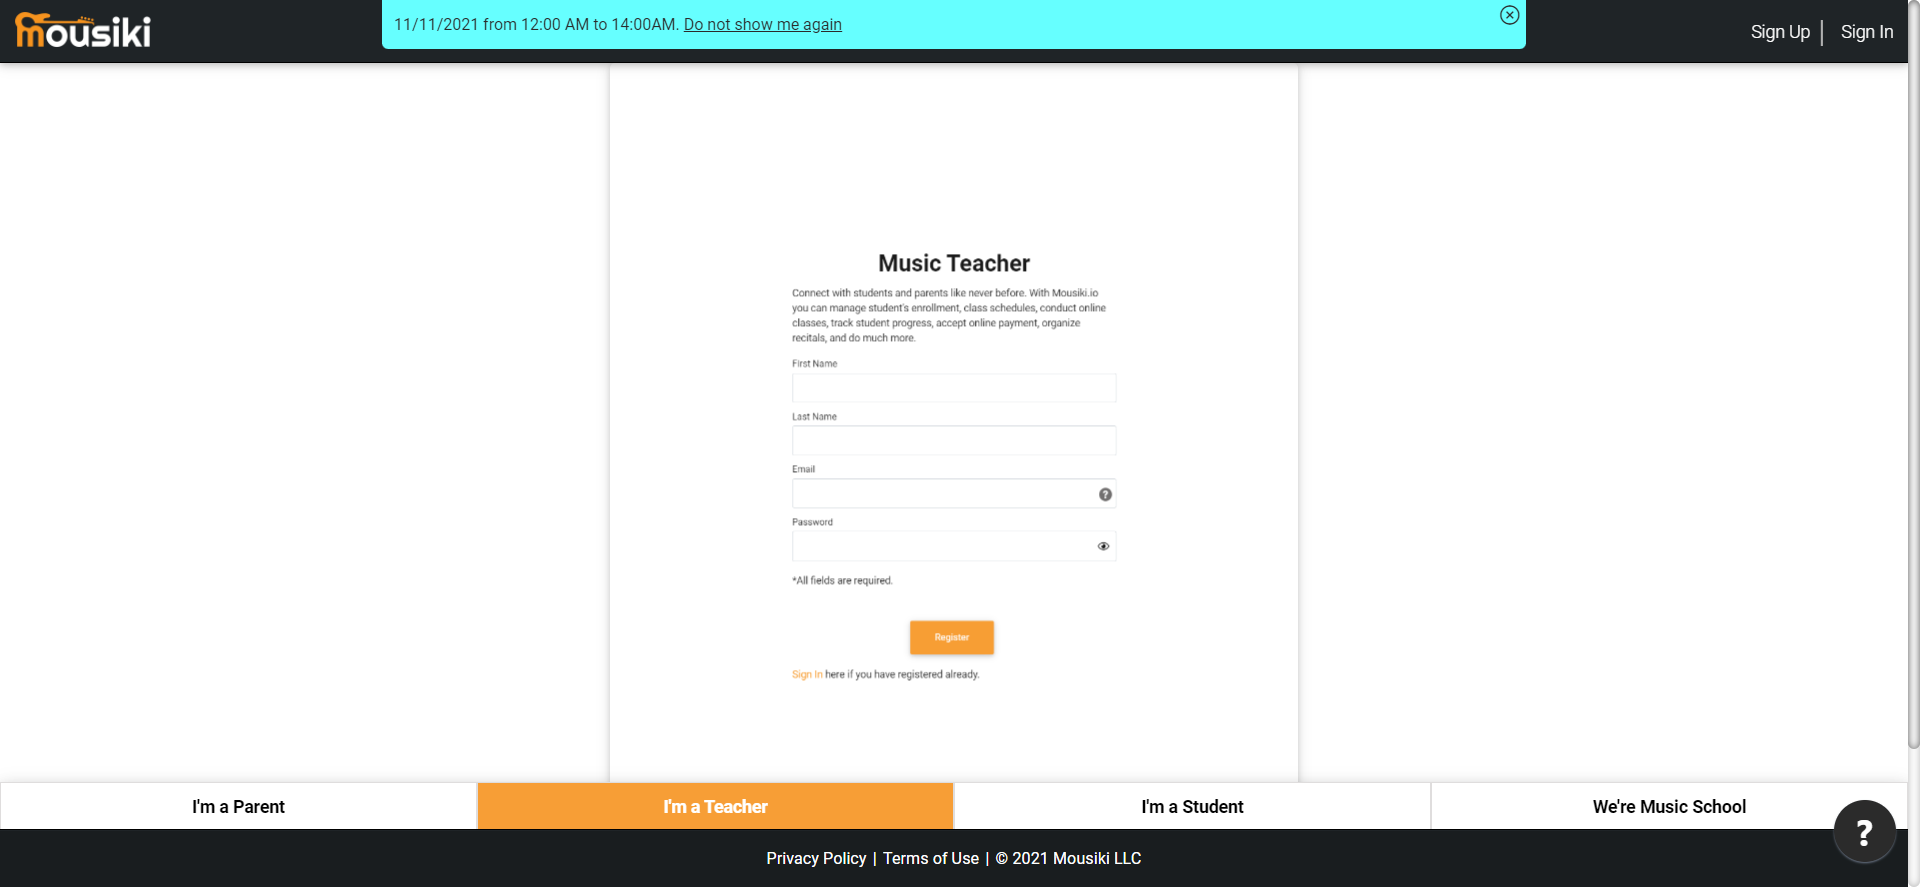 mousiki
11/11/2021 from 12:00 AM to 14:00AM. Do not show me again
Sign Up | Sign In
Music Teacher
Connect with students and parents like never before. With Mousiki.io
you can manage student's enrollment, class schedules, conduct online
classes, track student progress, accept online payment, organize
recitals, and do much more.
First Name
Last Name
Email
?
Password
*All fields are required.
Register
Sign In here if you have registered already.
I'm a Parent
I'm a Teacher
I'm a Student
We're Music School
?
Privacy Policy | Terms of Use | © 2021 Mousiki LLC